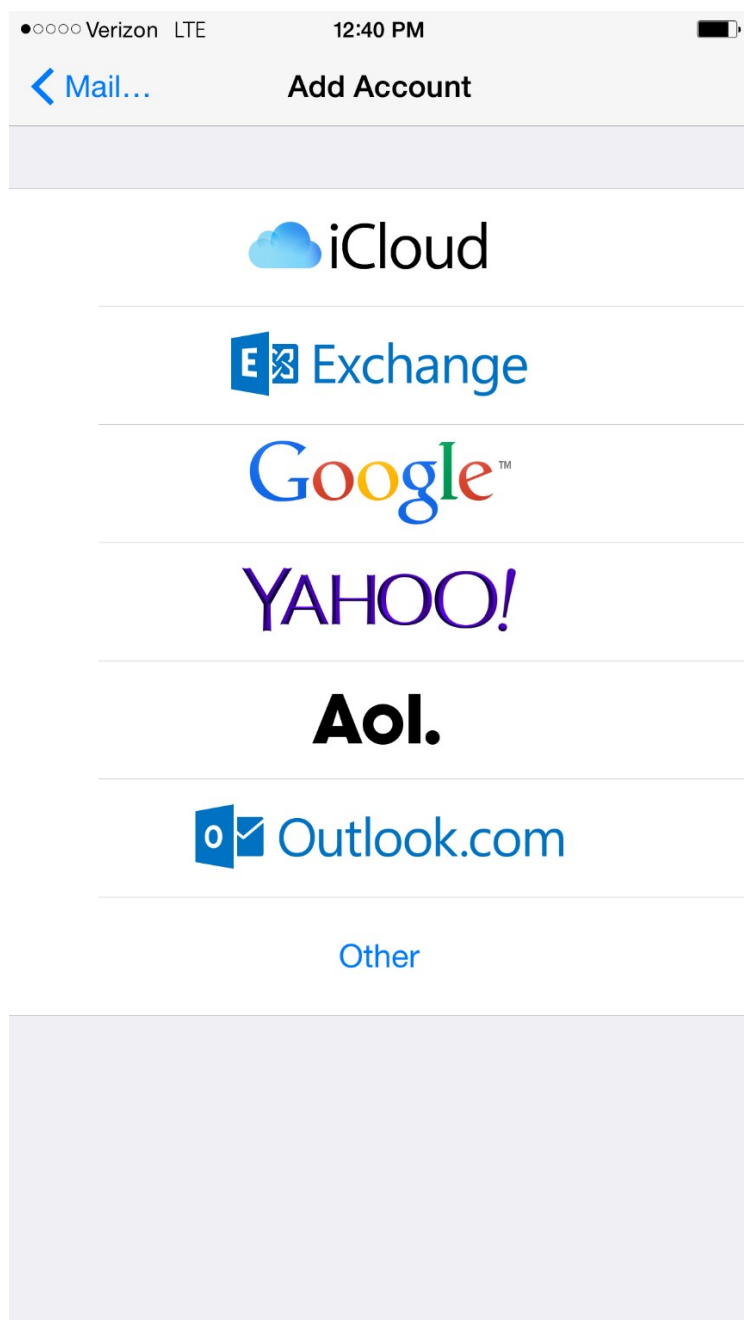 Verizon LTE 12:40 PM
Mail… Add Account
iCloud
E Exchange
Google™
YAHOO!
Aol.
O Outlook.com
Other